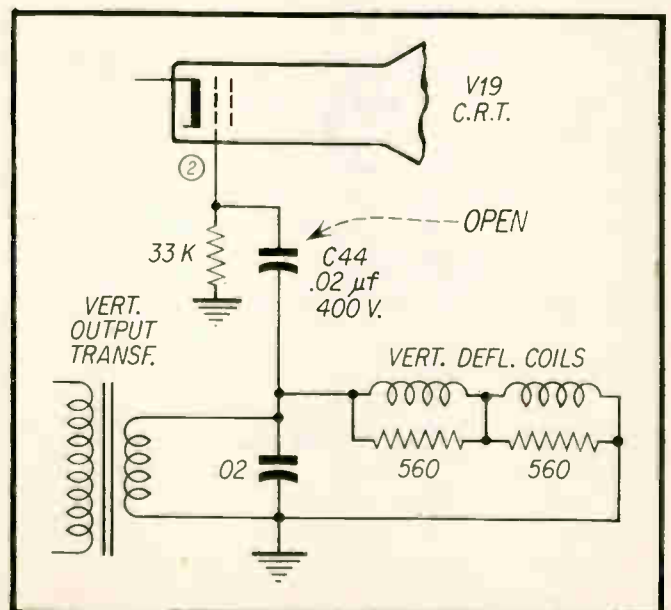 V19
C.R.T.
2
OPEN
33 K
C44
.02 µf
400 V.
VERT.
OUTPUT
TRANSF.
VERT. DEFL. COILS
02
560
560